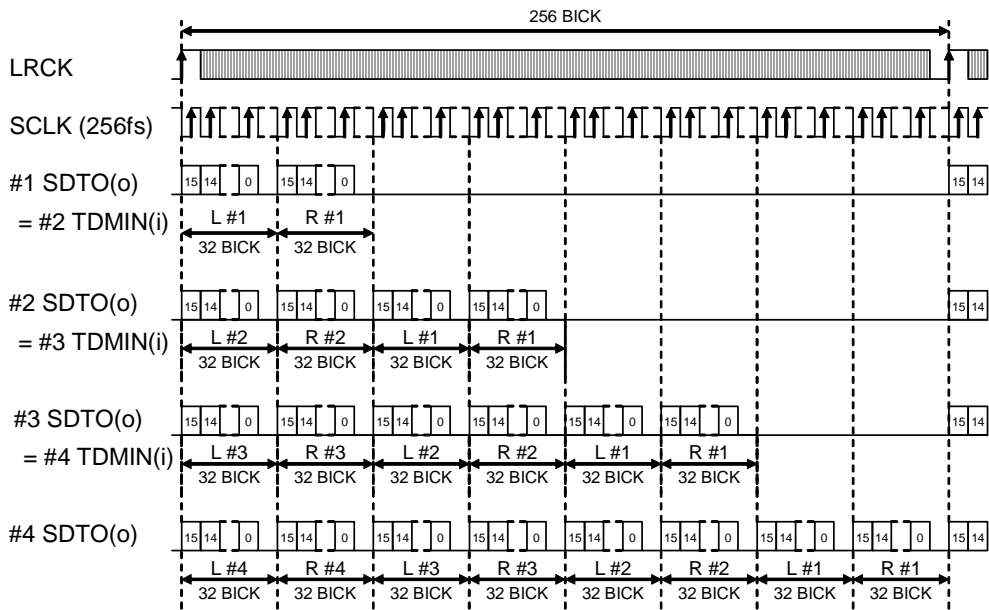 256 BICK
LRCK
SCLK (256fs)
#1 SDTO(o)
15 14 0 15 14 0 15 14
= #2 TDMIN(i)
L #1 R #1
32 BICK 32 BICK
#2 SDTO(o)
15 14 0 15 14 0 15 14 0 15 14 0 15 14
= #3 TDMIN(i)
L #2 R #2 L #1 R #1
32 BICK 32 BICK 32 BICK 32 BICK
#3 SDTO(o)
15 14 0 15 14 0 15 14 0 15 14 0 15 14 0 15 14 0 15 14
= #4 TDMIN(i)
L #3 R #3 L #2 R #2 L #1 R #1
32 BICK 32 BICK 32 BICK 32 BICK 32 BICK 32 BICK
#4 SDTO(o)
15 14 0 15 14 0 15 14 0 15 14 0 15 14 0 15 14 0 15 14 0 15 14 0 15 14
L #4 R #4 L #3 R #3 L #2 R #2 L #1 R #1
32 BICK 32 BICK 32 BICK 32 BICK 32 BICK 32 BICK 32 BICK 32 BICK